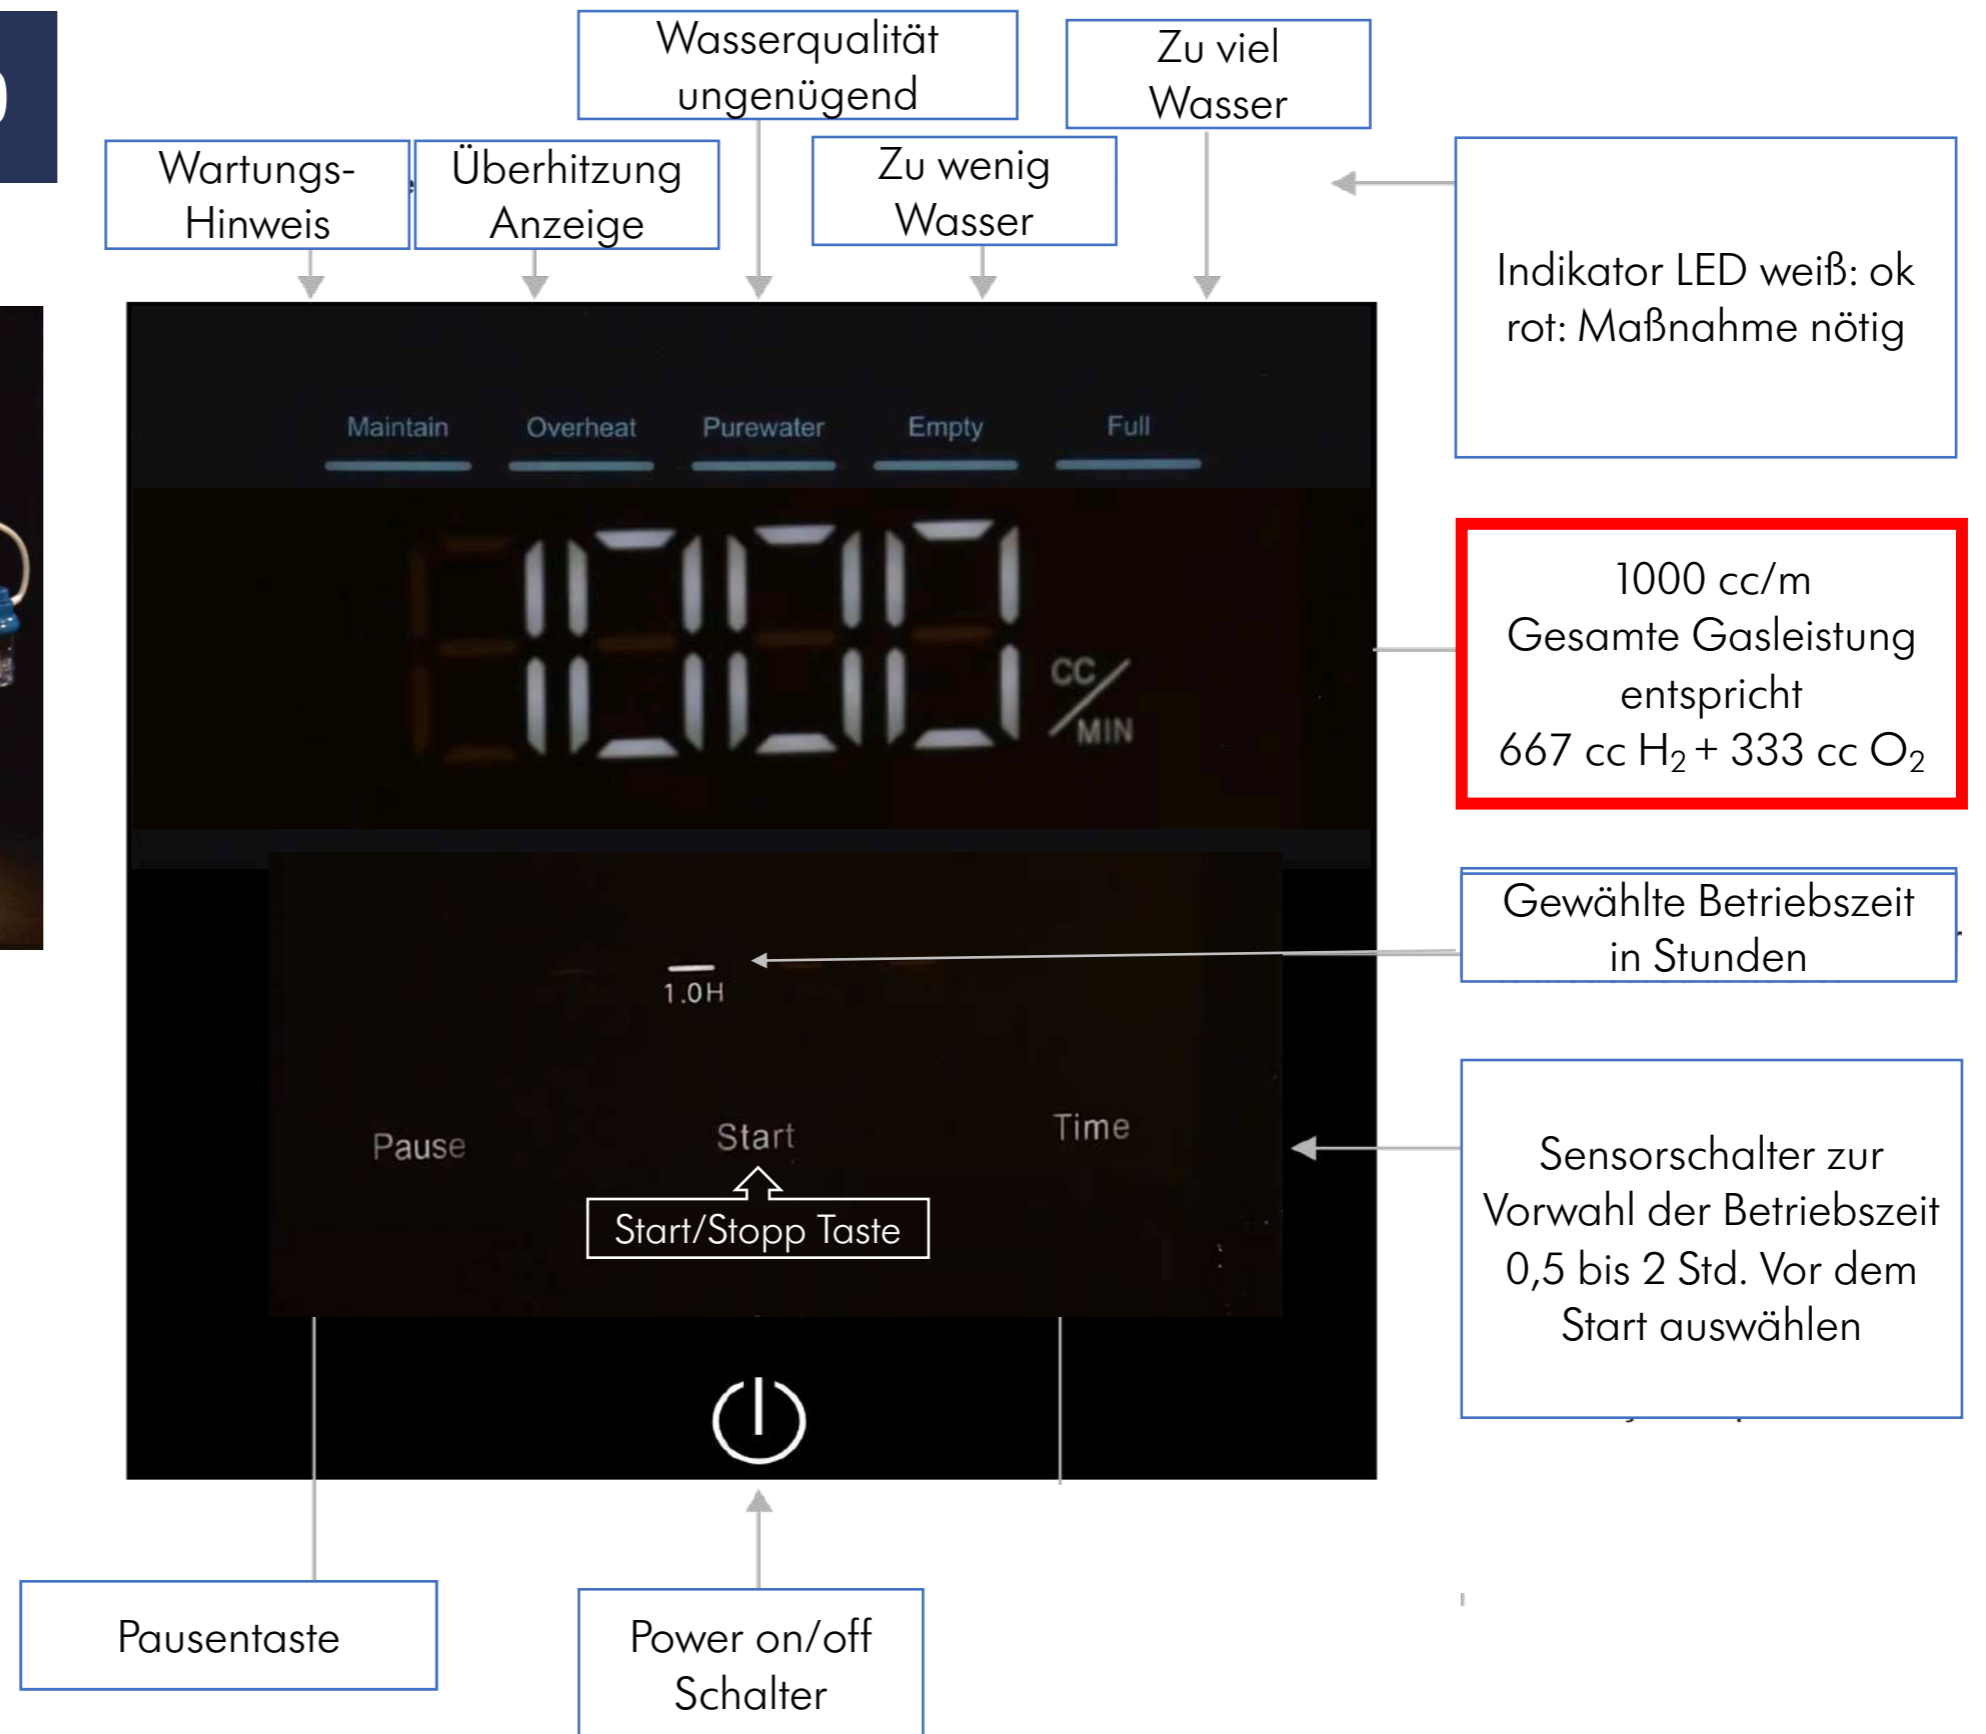 Wasserqualität
ungenügend
Zu viel
Wasser
Wartungs-
Hinweis
Überhitzung
Anzeige
Zu wenig
Wasser
Indikator LED weiß: ok
rot: Maßnahme nötig
Maintain
Overheat
Purewater
Empty
Full
1000
CC/MIN
1000 cc/m
Gesamte Gasleistung
entspricht
667 cc H₂ + 333 cc O₂
Gewählte Betriebszeit
in Stunden
1.0H
Pause
Start
Time
Start/Stopp Taste
Sensorschalter zur
Vorwahl der Betriebszeit
0,5 bis 2 Std. Vor dem
Start auswählen
Pausentaste
Power on/off
Schalter